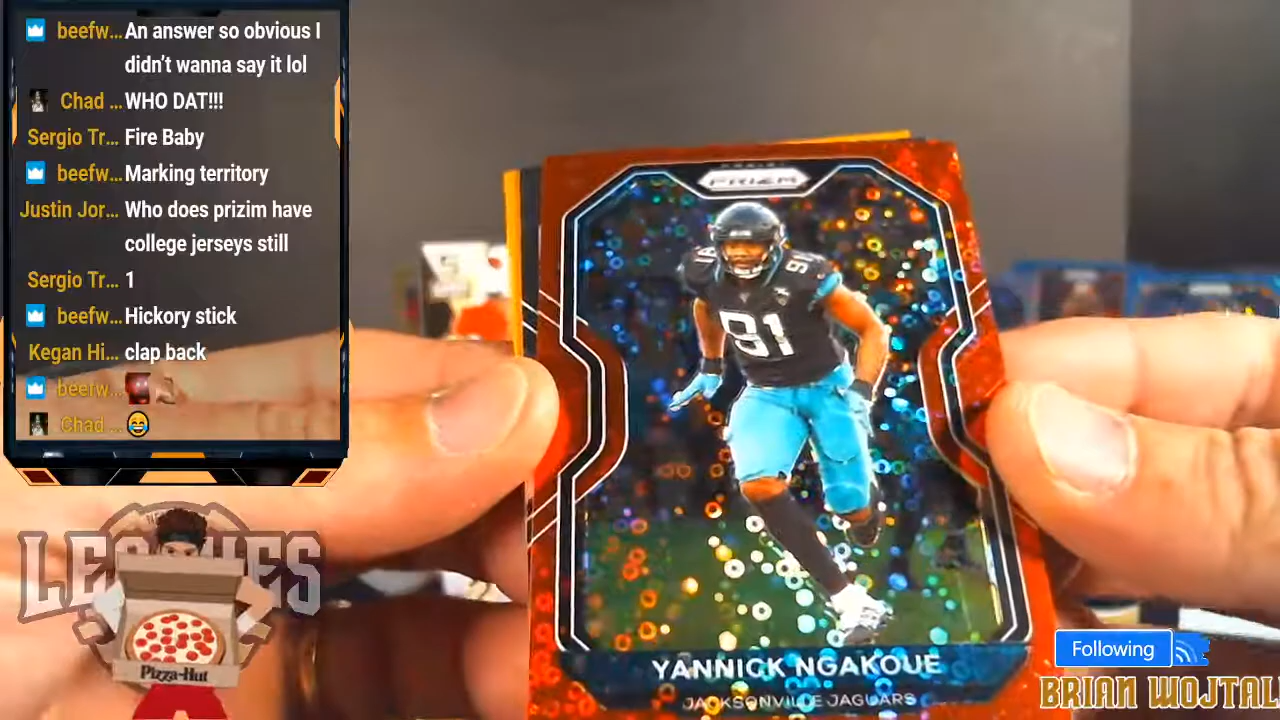 beefw... An answer so obvious I
didn't wanna say it lol
Chad ... WHO DAT!!!
Sergio Tr... Fire Baby
beefw... Marking territory
Justin Jor... Who does prizim have
college jerseys still
Sergio Tr... 1
beefw... Hickory stick
Kegan Hi... clap back
beefw...
Chad ...
PRIZM
91
91
YANNICK NGAKOUE
JACKSONVILLE JAGUARS
Pizza-Hut
Following
BRIAN WOJTAL